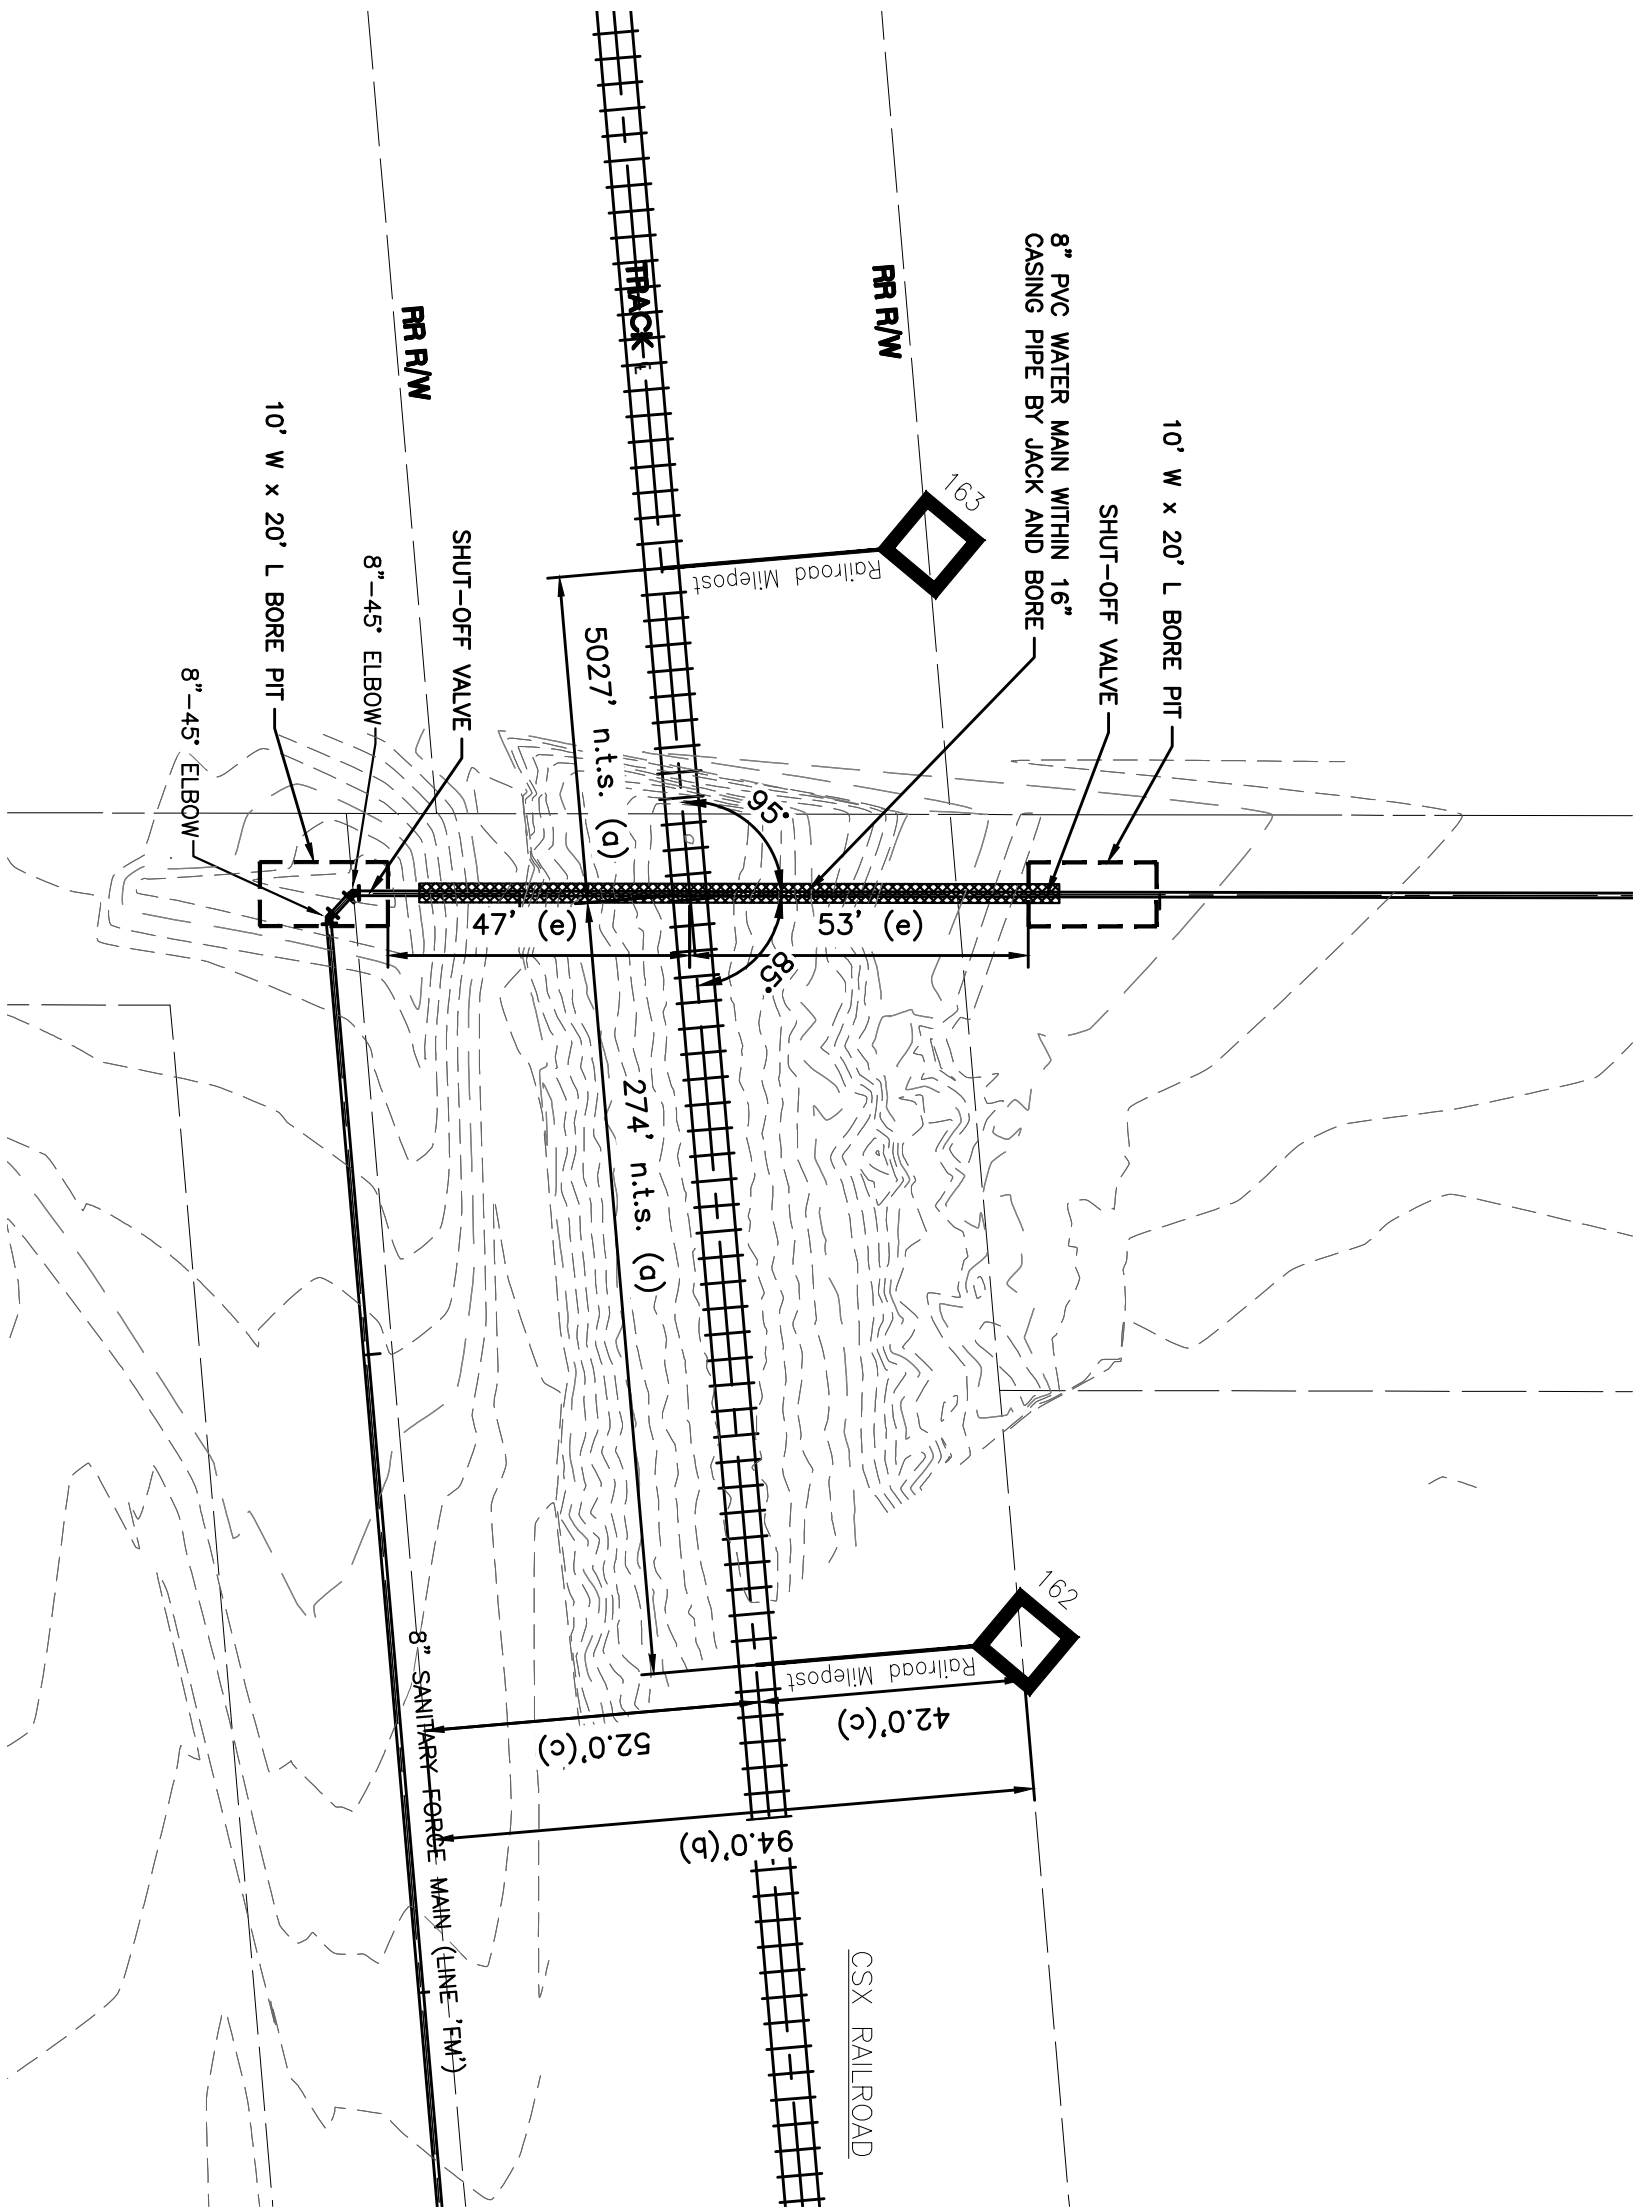 10' W x 20' L BORE PIT
SHUT-OFF VALVE
8" PVC WATER MAIN WITHIN 16"
CASING PIPE BY JACK AND BORE
RR R/W
TRACK
RR R/W
163
Railroad Milepost
SHUT-OFF VALVE
8"-45° ELBOW
10' W x 20' L BORE PIT
8"-45° ELBOW
5027' n.t.s. (a)
95°
85°
47' (e)
53' (e)
274' n.t.s. (a)
162
Railroad Milepost
42.0'(c)
52.0'(c)
94.0'(b)
8" SANITARY FORCE MAIN (LINE 'FM')
CSX RAILROAD